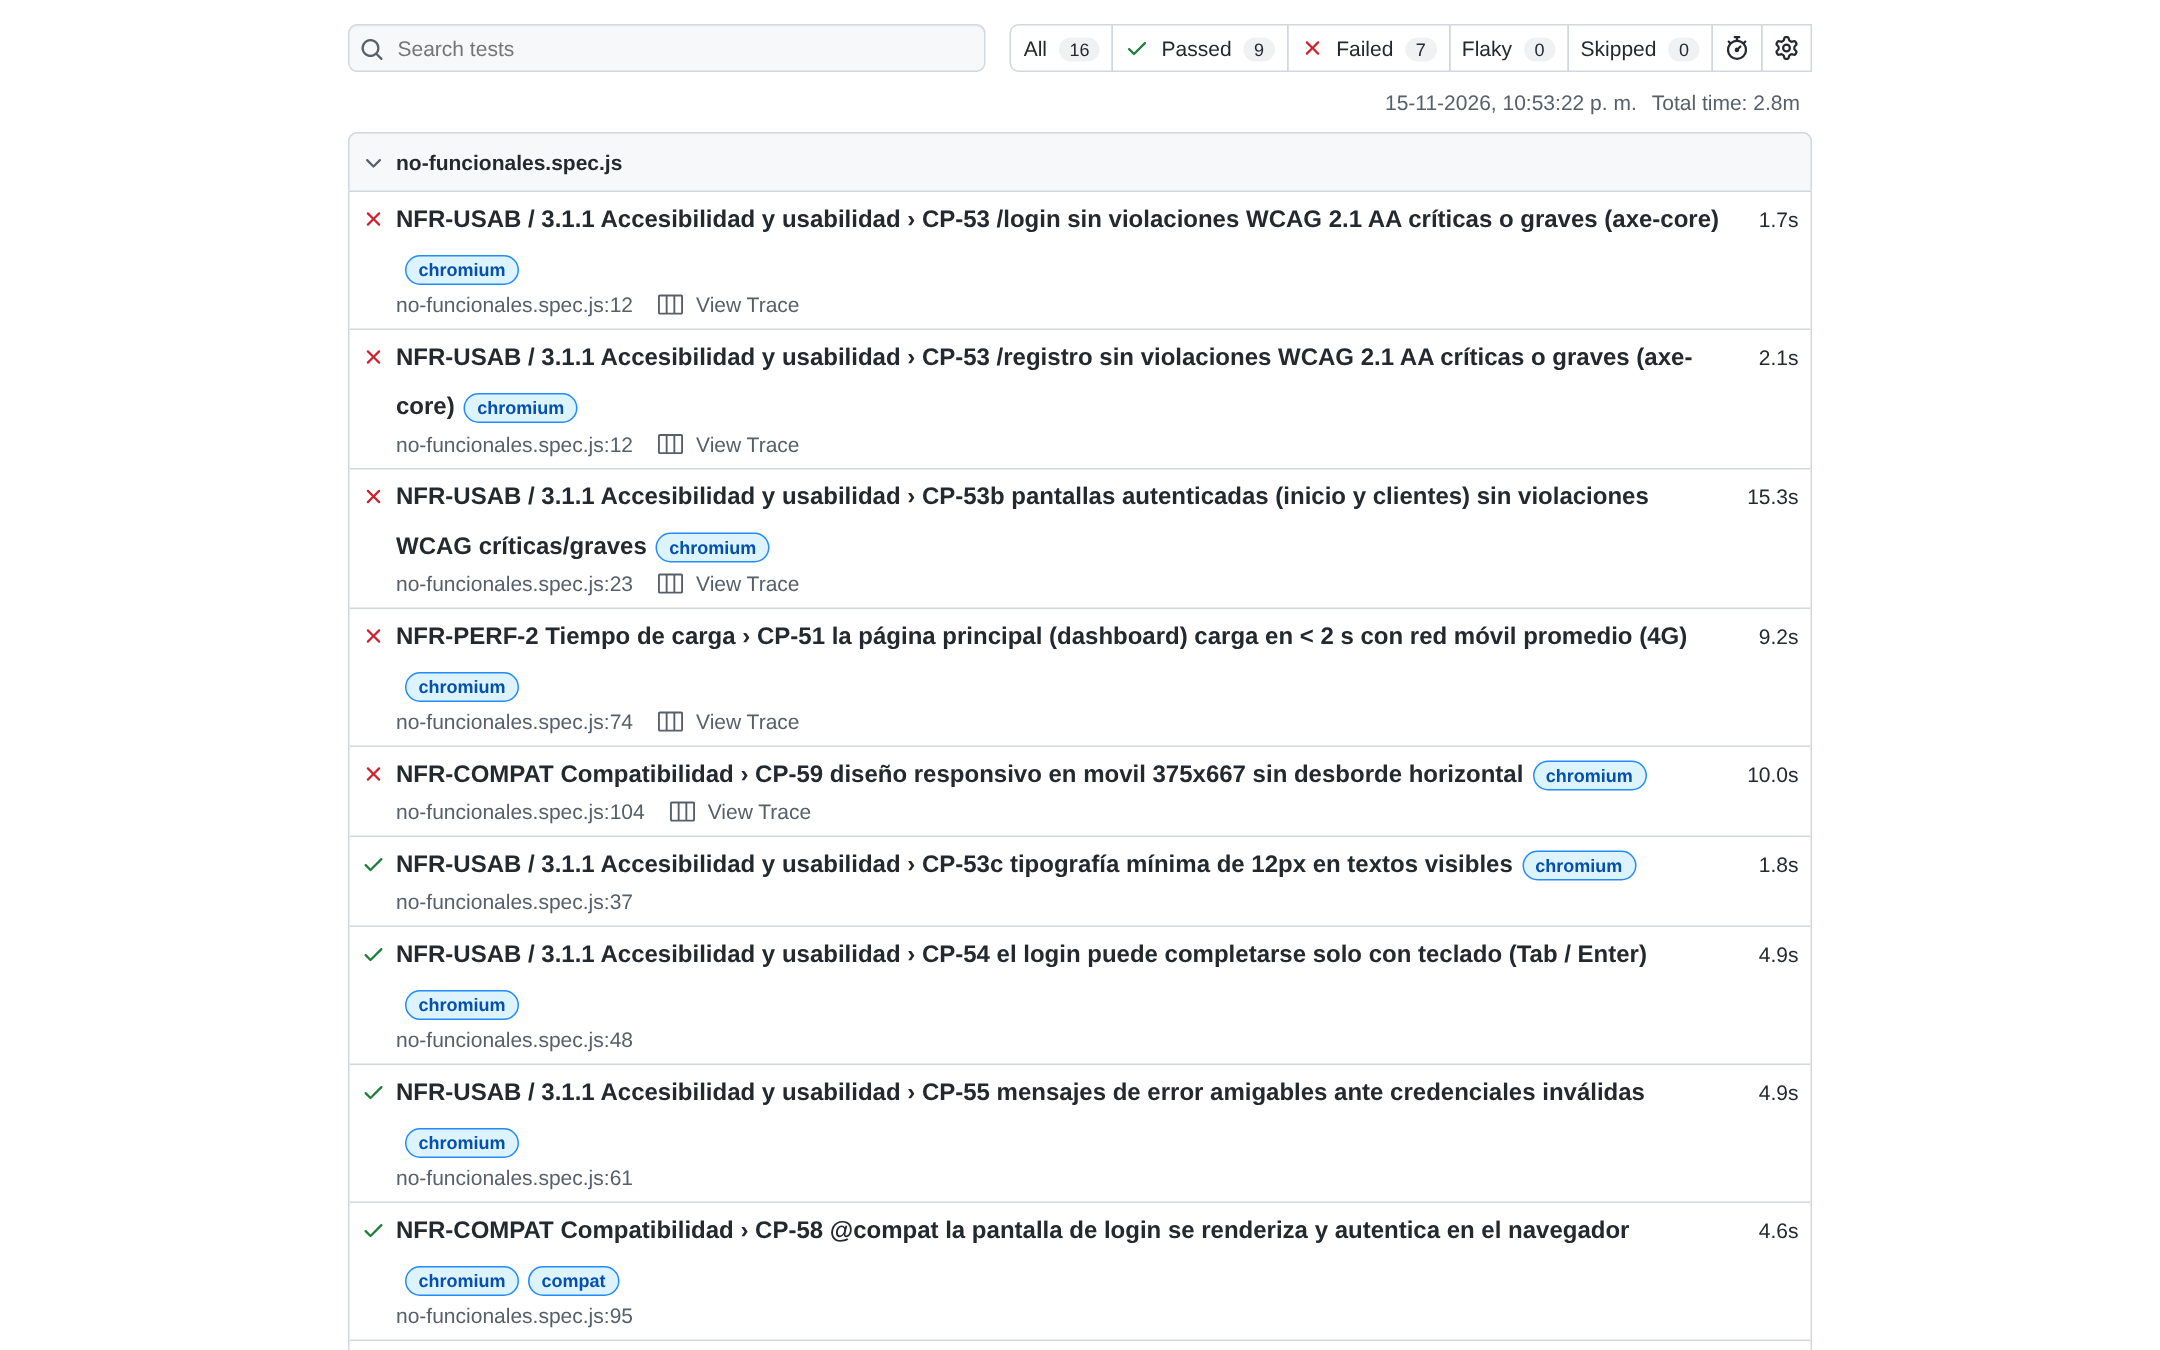 Search tests
All 16 Passed 9 Failed 7 Flaky 0 Skipped 0
15-11-2026, 10:53:22 p. m. Total time: 2.8m
no-funcionales.spec.js
NFR-USAB / 3.1.1 Accesibilidad y usabilidad › CP-53 /login sin violaciones WCAG 2.1 AA críticas o graves (axe-core) 1.7s
chromium
no-funcionales.spec.js:12 View Trace
NFR-USAB / 3.1.1 Accesibilidad y usabilidad › CP-53 /registro sin violaciones WCAG 2.1 AA críticas o graves (axe- 2.1s
core) chromium
no-funcionales.spec.js:12 View Trace
NFR-USAB / 3.1.1 Accesibilidad y usabilidad › CP-53b pantallas autenticadas (inicio y clientes) sin violaciones 15.3s
WCAG críticas/graves chromium
no-funcionales.spec.js:23 View Trace
NFR-PERF-2 Tiempo de carga › CP-51 la página principal (dashboard) carga en < 2 s con red móvil promedio (4G) 9.2s
chromium
no-funcionales.spec.js:74 View Trace
NFR-COMPAT Compatibilidad › CP-59 diseño responsivo en movil 375x667 sin desborde horizontal chromium 10.0s
no-funcionales.spec.js:104 View Trace
NFR-USAB / 3.1.1 Accesibilidad y usabilidad › CP-53c tipografía mínima de 12px en textos visibles chromium 1.8s
no-funcionales.spec.js:37
NFR-USAB / 3.1.1 Accesibilidad y usabilidad › CP-54 el login puede completarse solo con teclado (Tab / Enter) 4.9s
chromium
no-funcionales.spec.js:48
NFR-USAB / 3.1.1 Accesibilidad y usabilidad › CP-55 mensajes de error amigables ante credenciales inválidas 4.9s
chromium
no-funcionales.spec.js:61
NFR-COMPAT Compatibilidad › CP-58 @compat la pantalla de login se renderiza y autentica en el navegador 4.6s
chromium compat
no-funcionales.spec.js:95